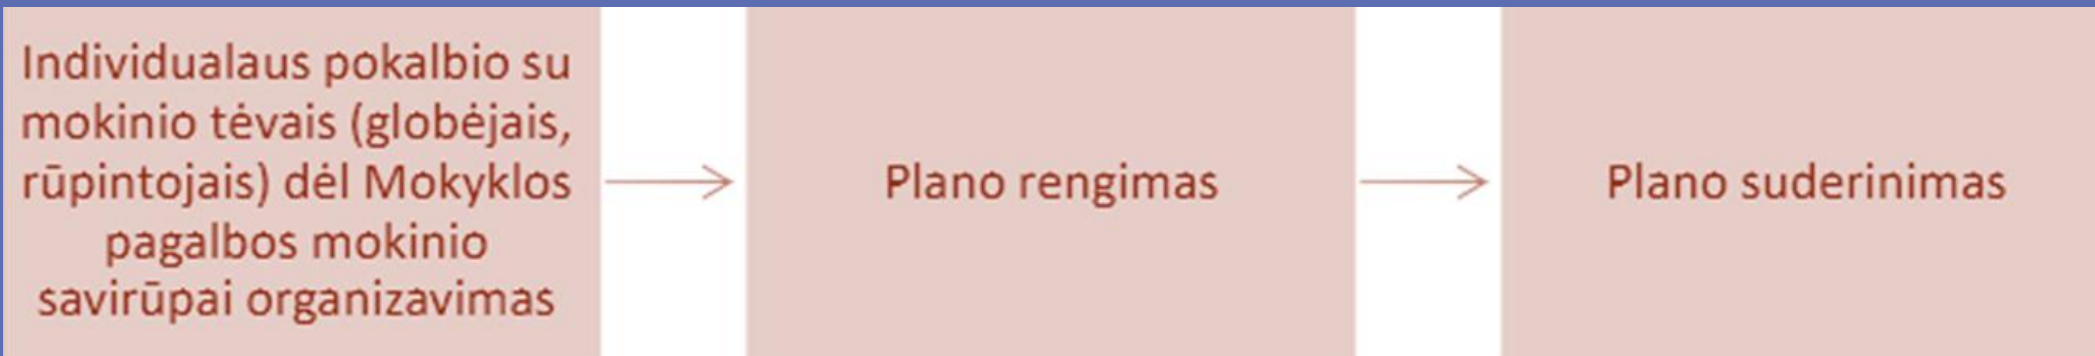 Individualaus pokalbio su
mokinio tėvais (globėjais,
rūpintojais) dėl Mokyklos
pagalbos mokinio
savirūpai organizavimas
Plano rengimas
Plano suderinimas